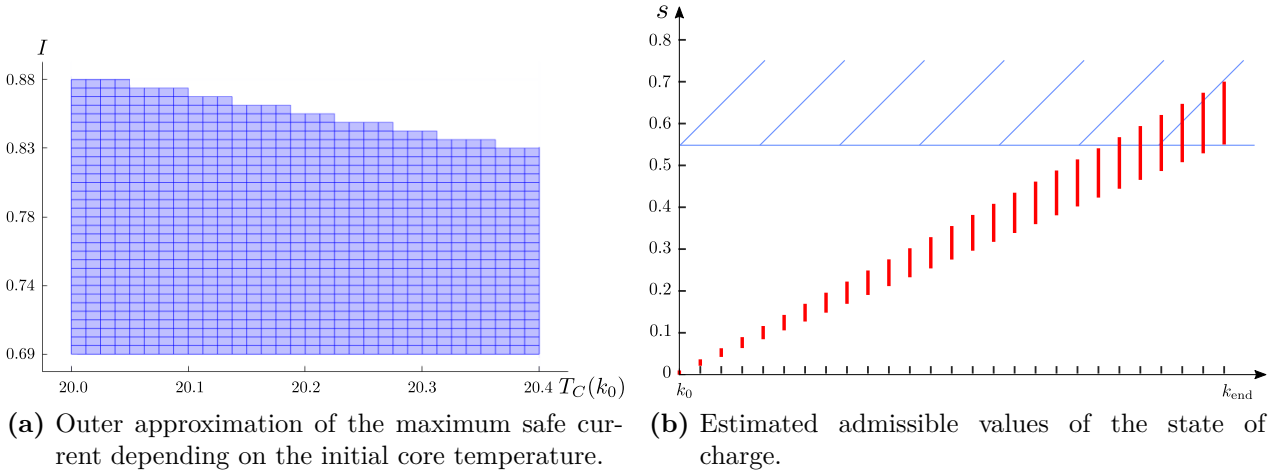 I
0.88
0.83
0.78
0.74
0.69
20.0 20.1 20.2 20.3 20.4 T_C(k_0)
(a) Outer approximation of the maximum safe cur-
rent depending on the initial core temperature.
s
0.8
0.7
0.6
0.5
0.4
0.3
0.2
0.1
0
k_0 k_end
(b) Estimated admissible values of the state of
charge.